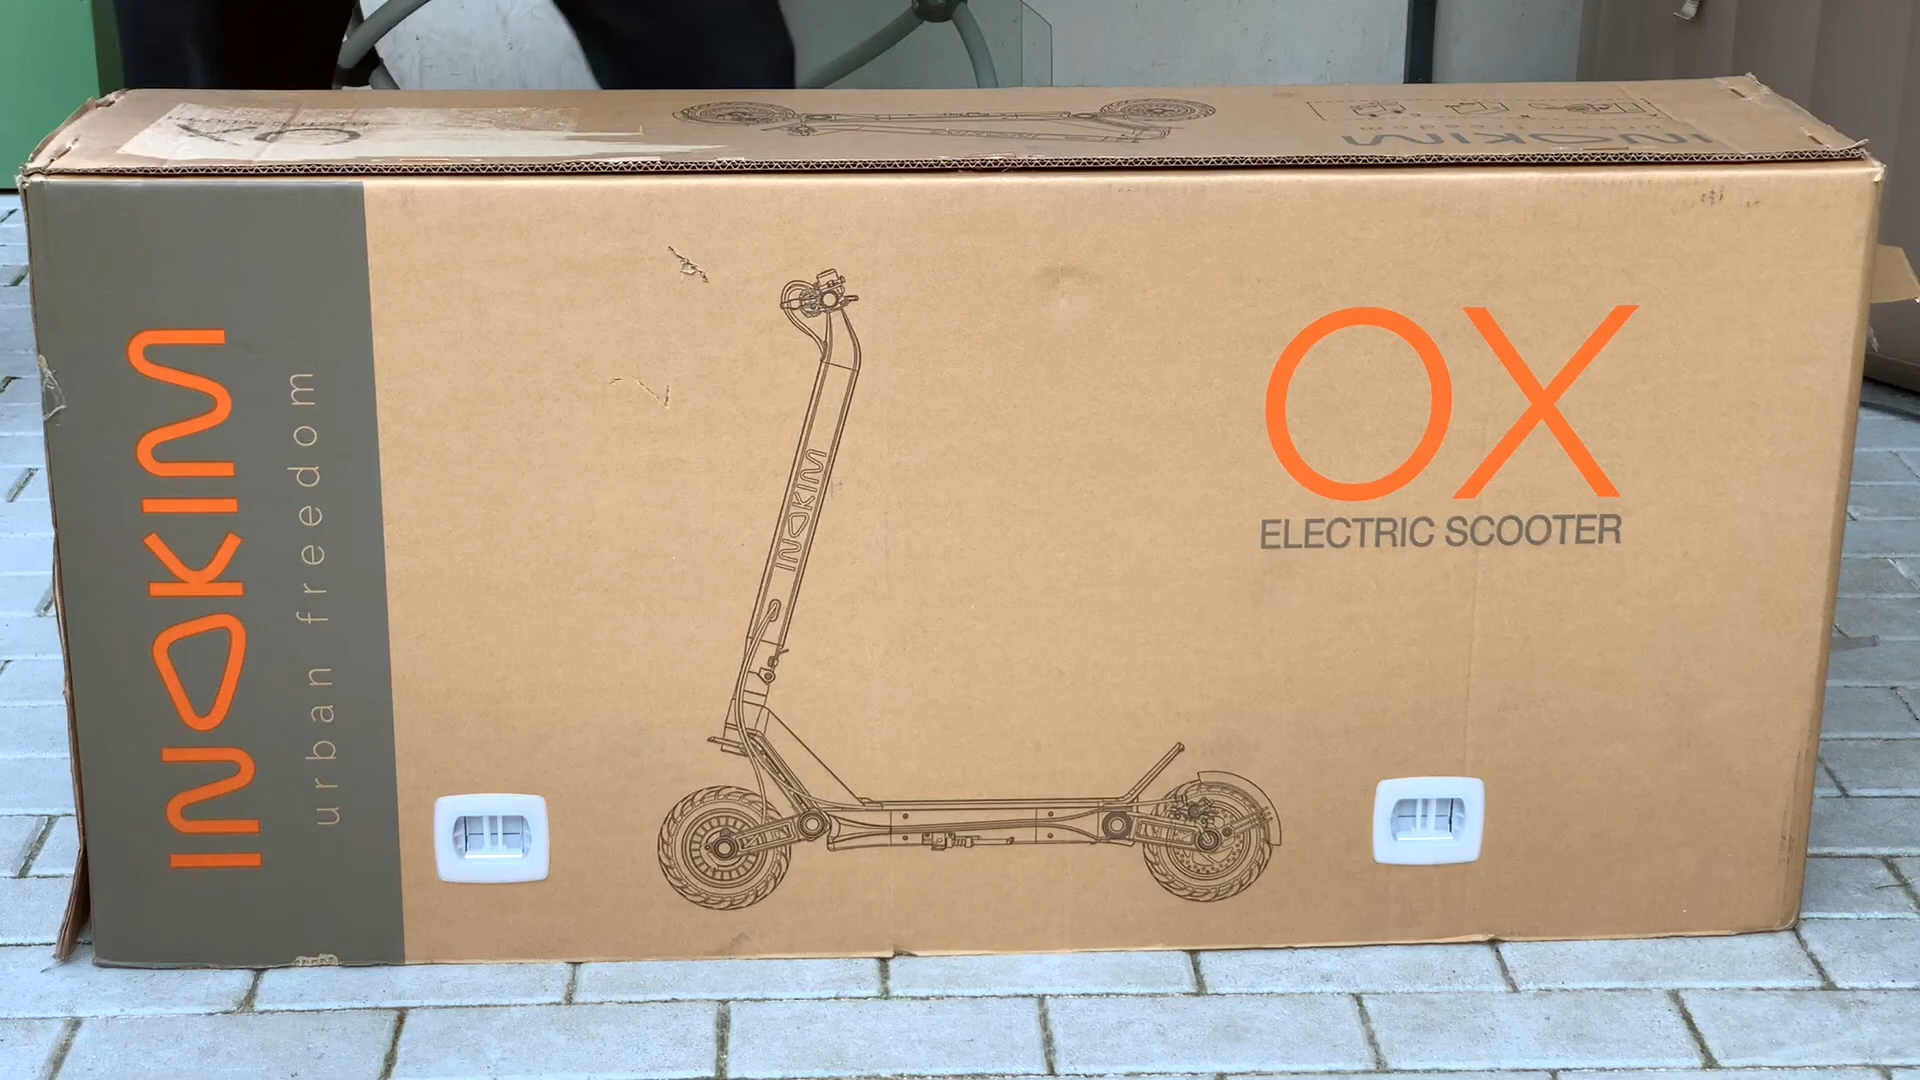 INOKIM
INOKIM
urban freedom
INOKIM
OX
ELECTRIC SCOOTER